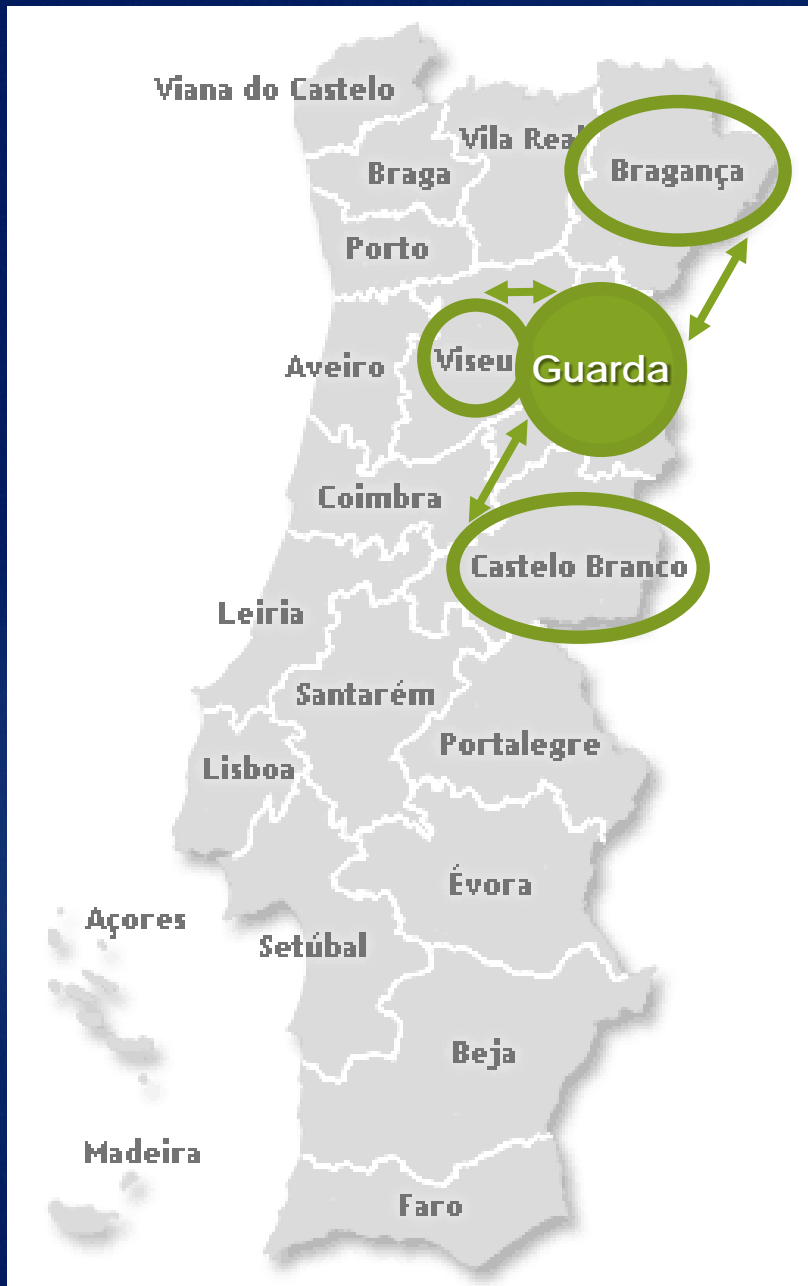 Viana do Castelo
Vila Real
Bragança
Braga
Porto
Viseu
Guarda
Aveiro
Coimbra
Castelo Branco
Leiria
Santarém
Portalegre
Lisboa
Évora
Açores
Setúbal
Beja
Madeira
Faro